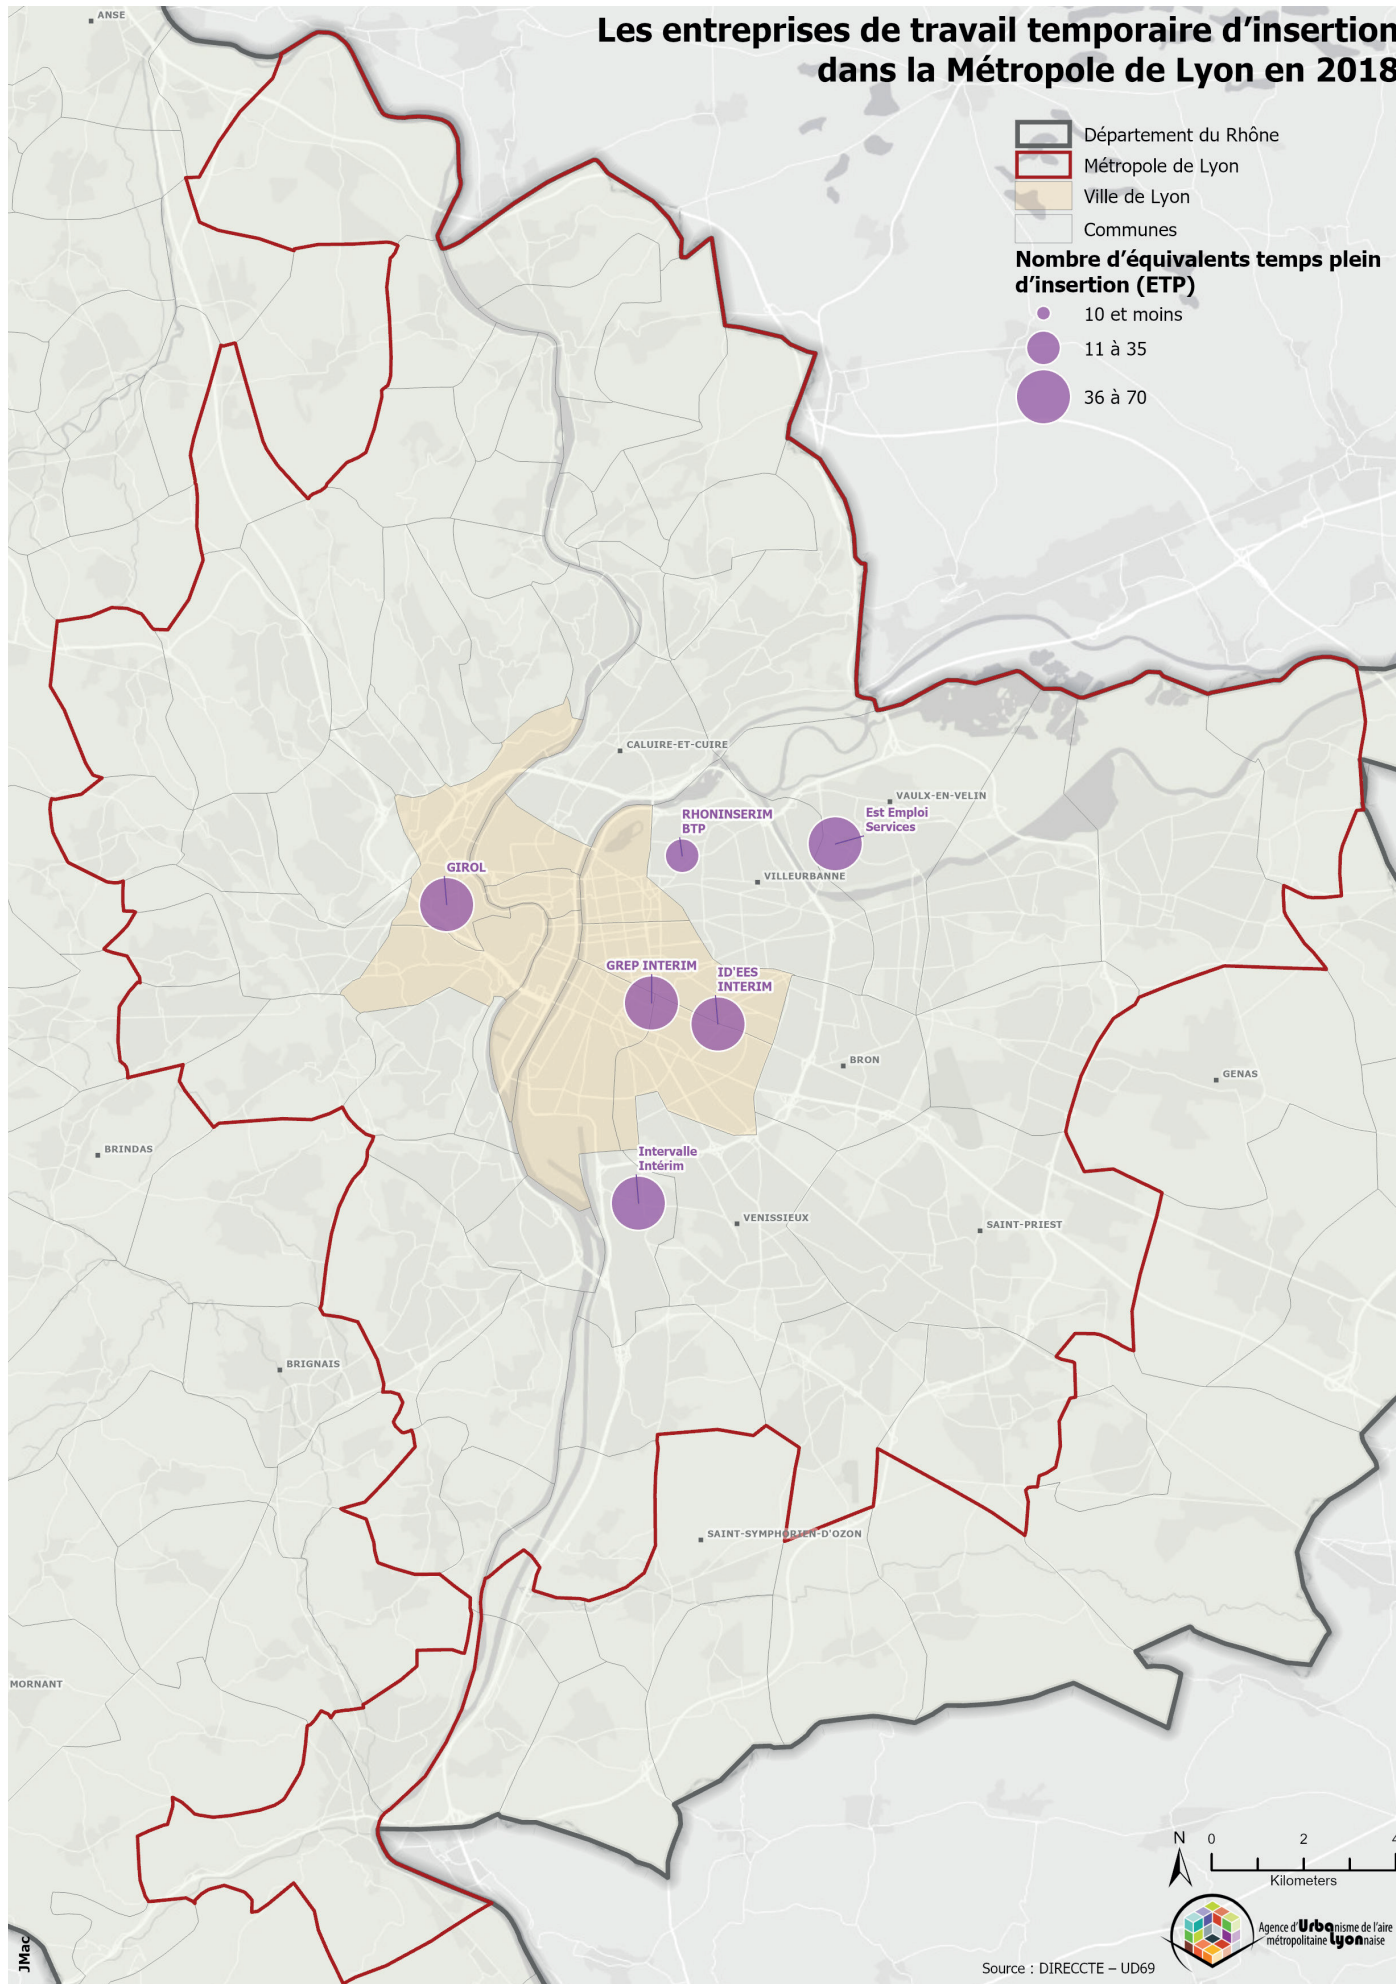 ANSE
Les entreprises de travail temporaire d'insertion
dans la Métropole de Lyon en 2018
Département du Rhône
Métropole de Lyon
Ville de Lyon
Communes
Nombre d'équivalents temps plein
d'insertion (ETP)
10 et moins
11 à 35
36 à 70
CALUIRE-ET-CUIRE
VAULX-EN-VELIN
RHONINSERIM
BTP
Est Emploi
Services
GIROL
VILLEURBANNE
GREP INTERIM
ID'EES
INTERIM
BRON
GENAS
BRINDAS
Intervalle
Intérim
VENISSIEUX
SAINT-PRIEST
BRIGNAIS
SAINT-SYMPHORIEN-D'OZON
MORNANT
N
0 2 4
Kilometers
Agence d'Urbanisme de l'aire
métropolitaine Lyonnaise
JMac
Source : DIRECCTE – UD69